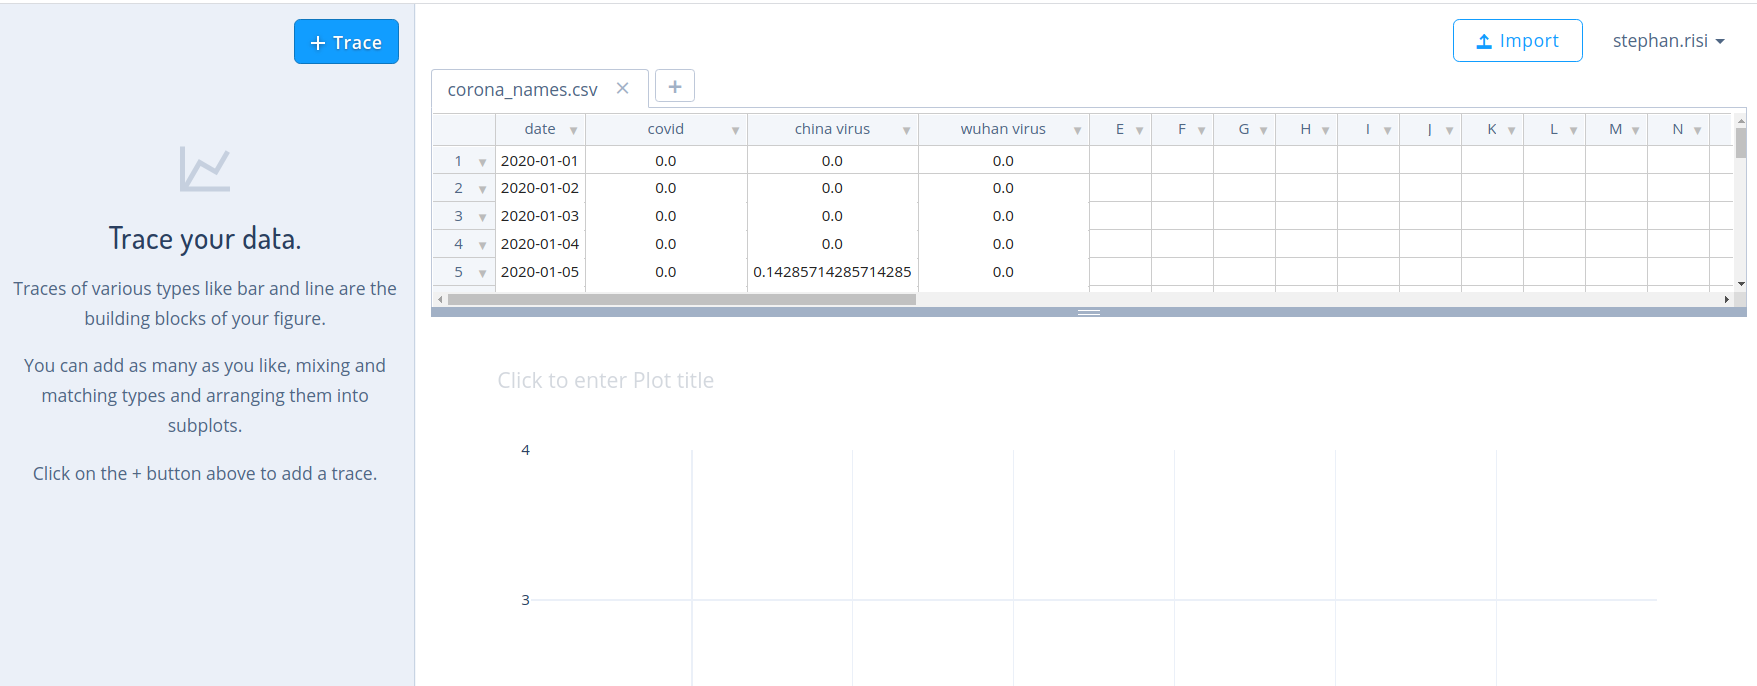 + Trace
Import
stephan.risi
corona_names.csv
+
date covid china virus wuhan virus E F G H I J K L M N
1 2020-01-01 0.0 0.0 0.0
2 2020-01-02 0.0 0.0 0.0
3 2020-01-03 0.0 0.0 0.0
4 2020-01-04 0.0 0.0 0.0
5 2020-01-05 0.0 0.14285714285714285 0.0
Trace your data.
Traces of various types like bar and line are the
building blocks of your figure.
You can add as many as you like, mixing and
matching types and arranging them into
subplots.
Click on the + button above to add a trace.
Click to enter Plot title
4
3